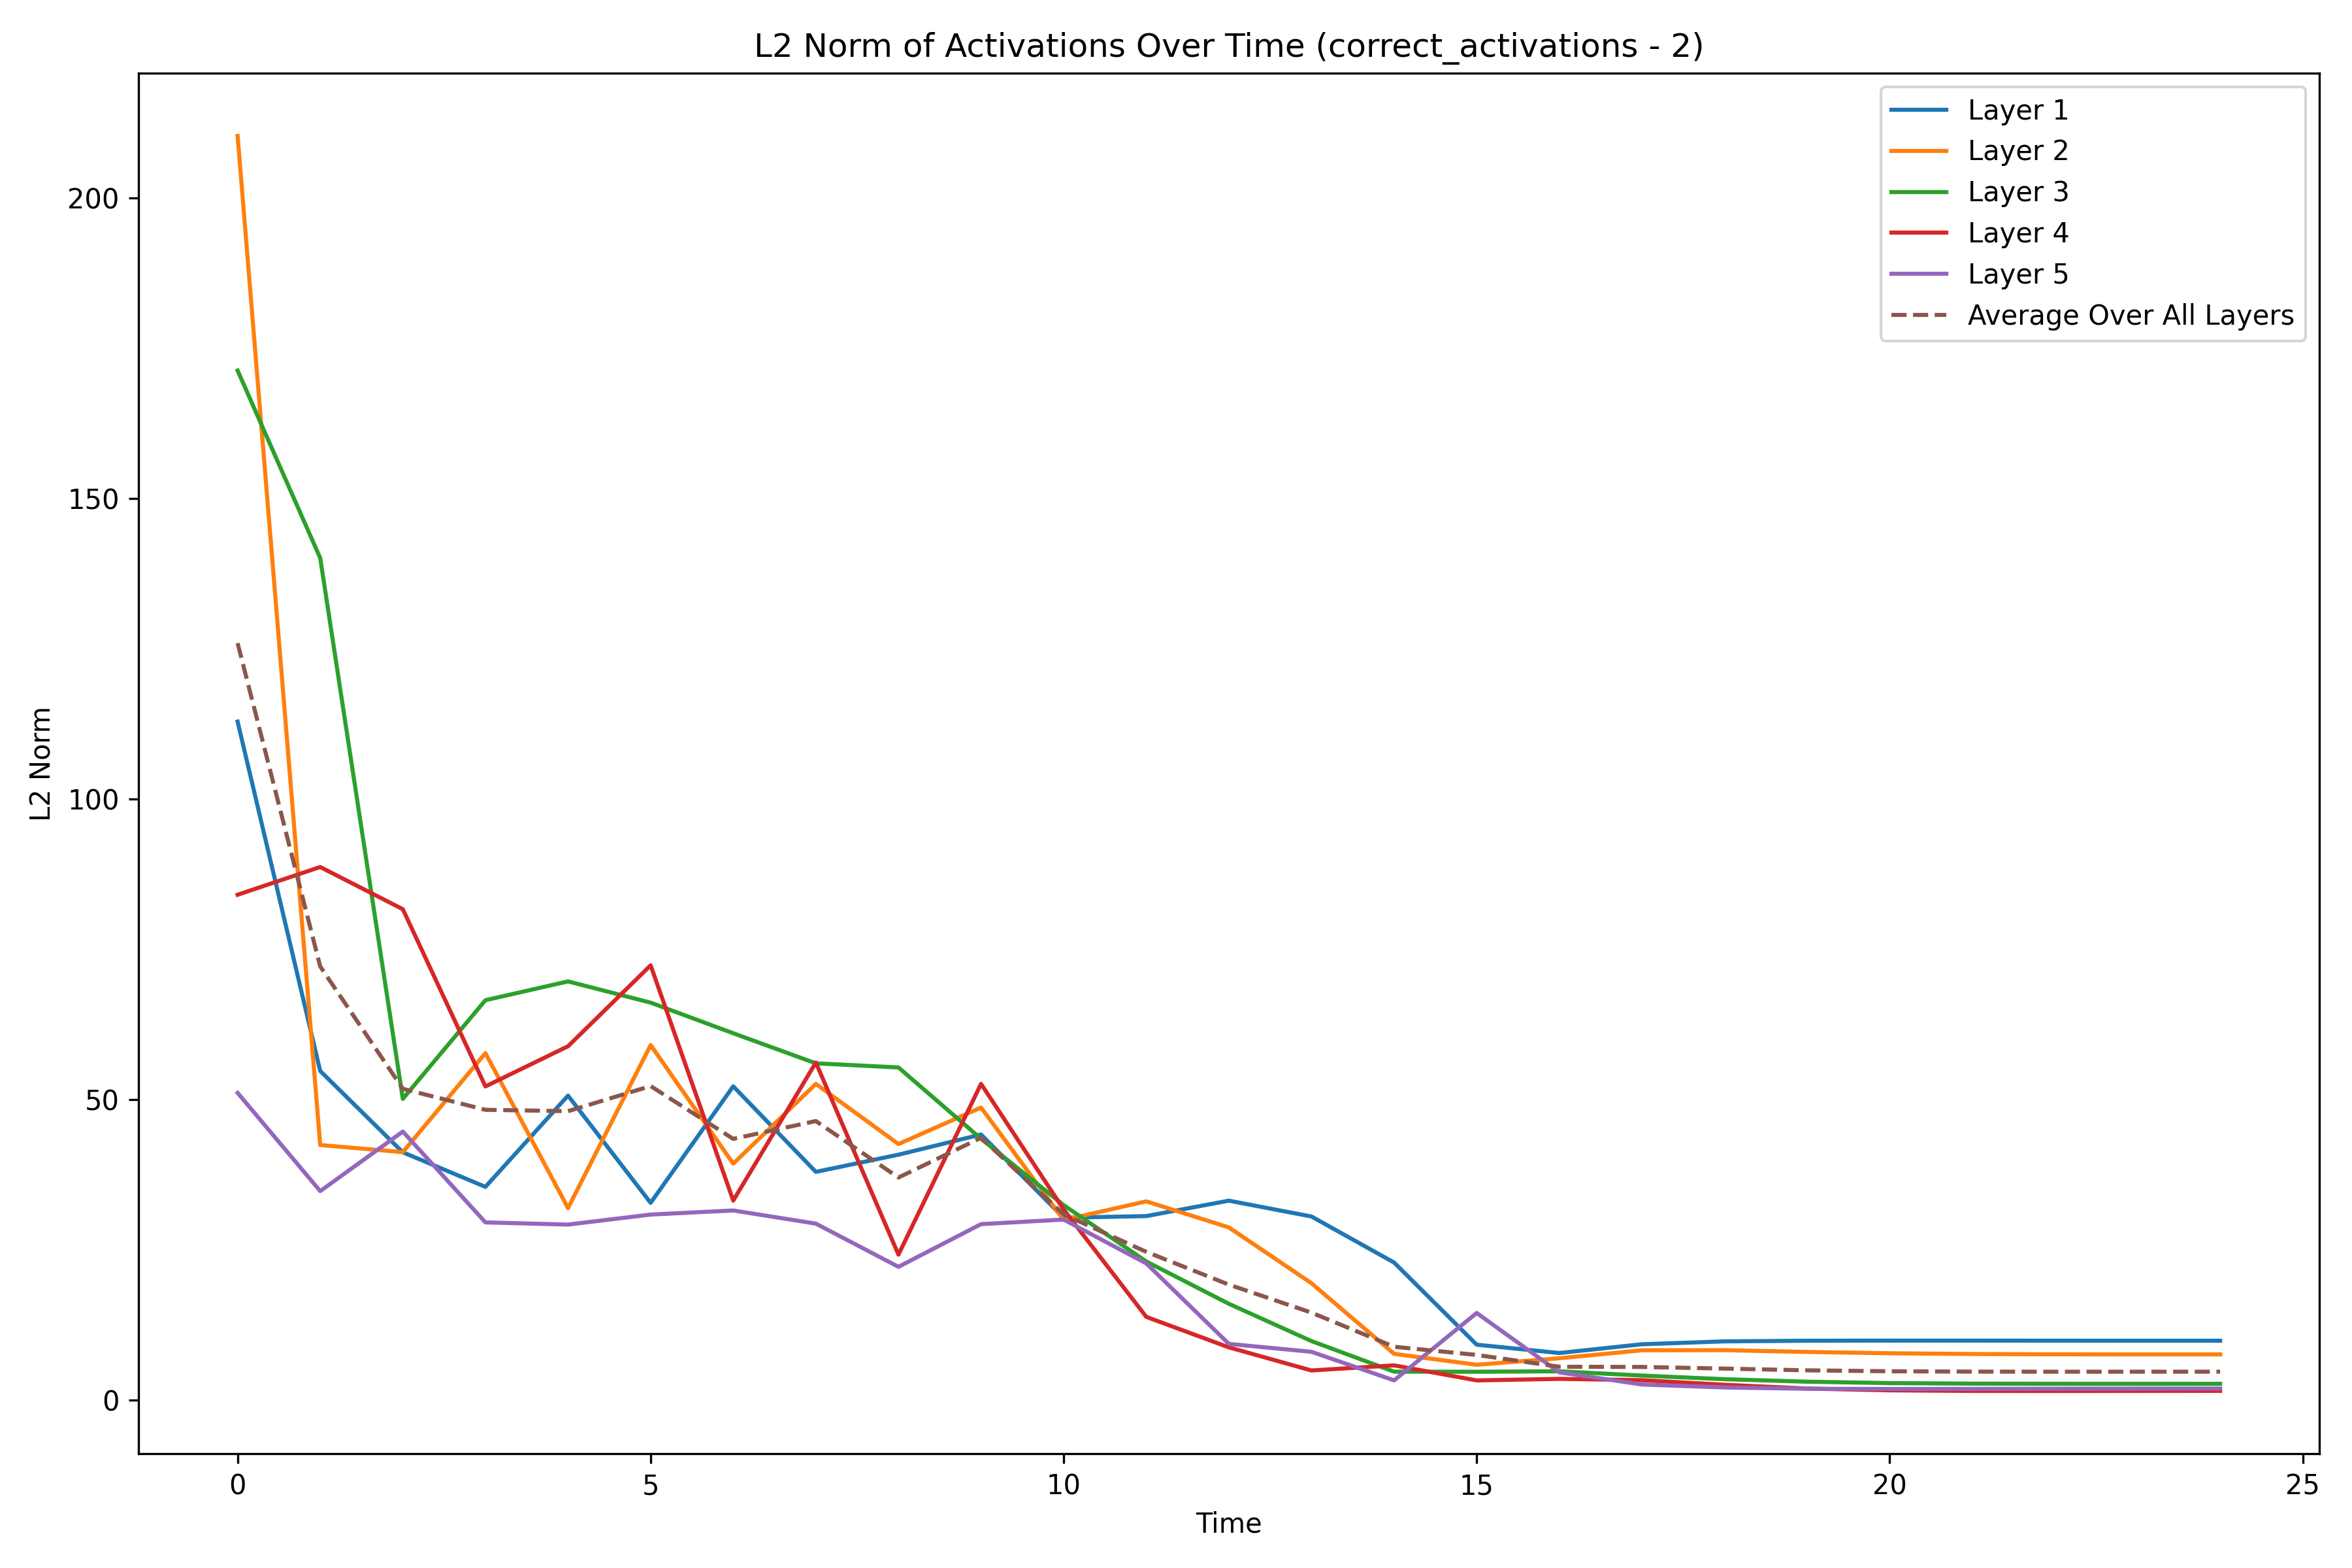 L2 Norm of Activations Over Time (correct_activations - 2)
Layer 1
Layer 2
Layer 3
Layer 4
Layer 5
Average Over All Layers
L2 Norm
200
150
100
50
0
0 5 10 15 20 25
Time